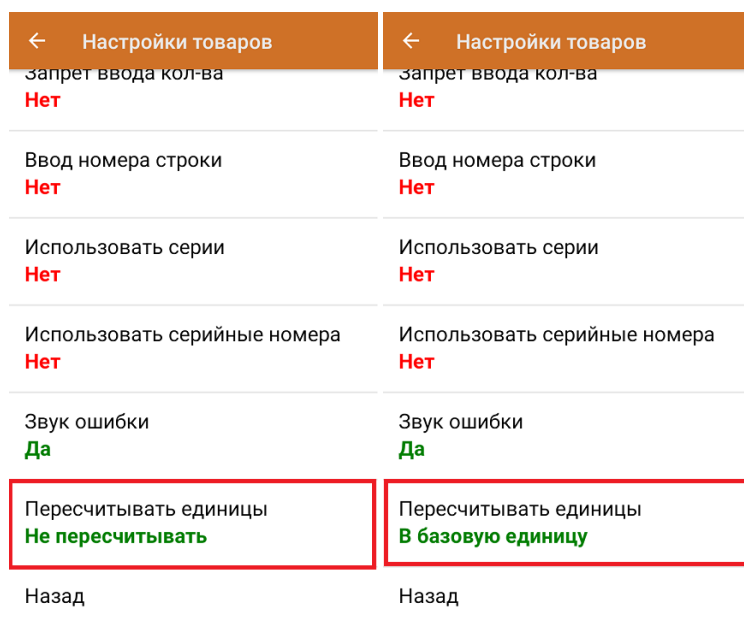 Настройки товаров
Запрет ввода кол-ва
Нет
Ввод номера строки
Нет
Использовать серии
Нет
Использовать серийные номера
Нет
Звук ошибки
Да
Пересчитывать единицы
Не пересчитывать
Назад
Настройки товаров
Запрет ввода кол-ва
Нет
Ввод номера строки
Нет
Использовать серии
Нет
Использовать серийные номера
Нет
Звук ошибки
Да
Пересчитывать единицы
В базовую единицу
Назад